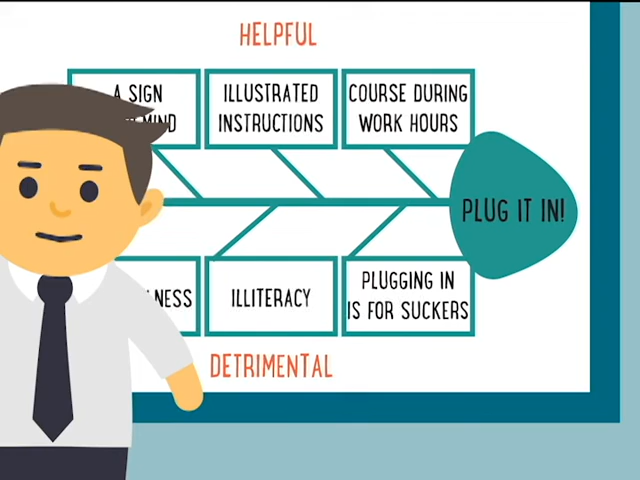 HELPFUL
A SIGN
MIND
ILLUSTRATED
INSTRUCTIONS
COURSE DURING
WORK HOURS
PLUG IT IN!
ILLITERACY
PLUGGING IN
IS FOR SUCKERS
DETRIMENTAL